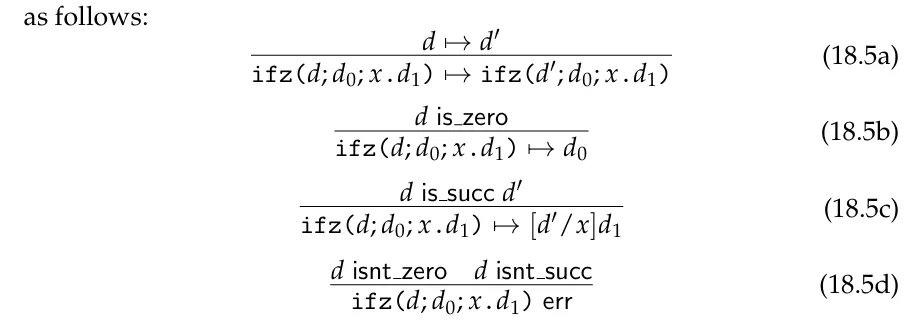 as follows:
d ↦ d′
ifz(d;d₀;x.d₁) ↦ ifz(d′;d₀;x.d₁)
(18.5a)
d is_zero
ifz(d;d₀;x.d₁) ↦ d₀
(18.5b)
d is_succ d′
ifz(d;d₀;x.d₁) ↦ [d′/x]d₁
(18.5c)
d isnt_zero d isnt_succ
ifz(d;d₀;x.d₁) err
(18.5d)